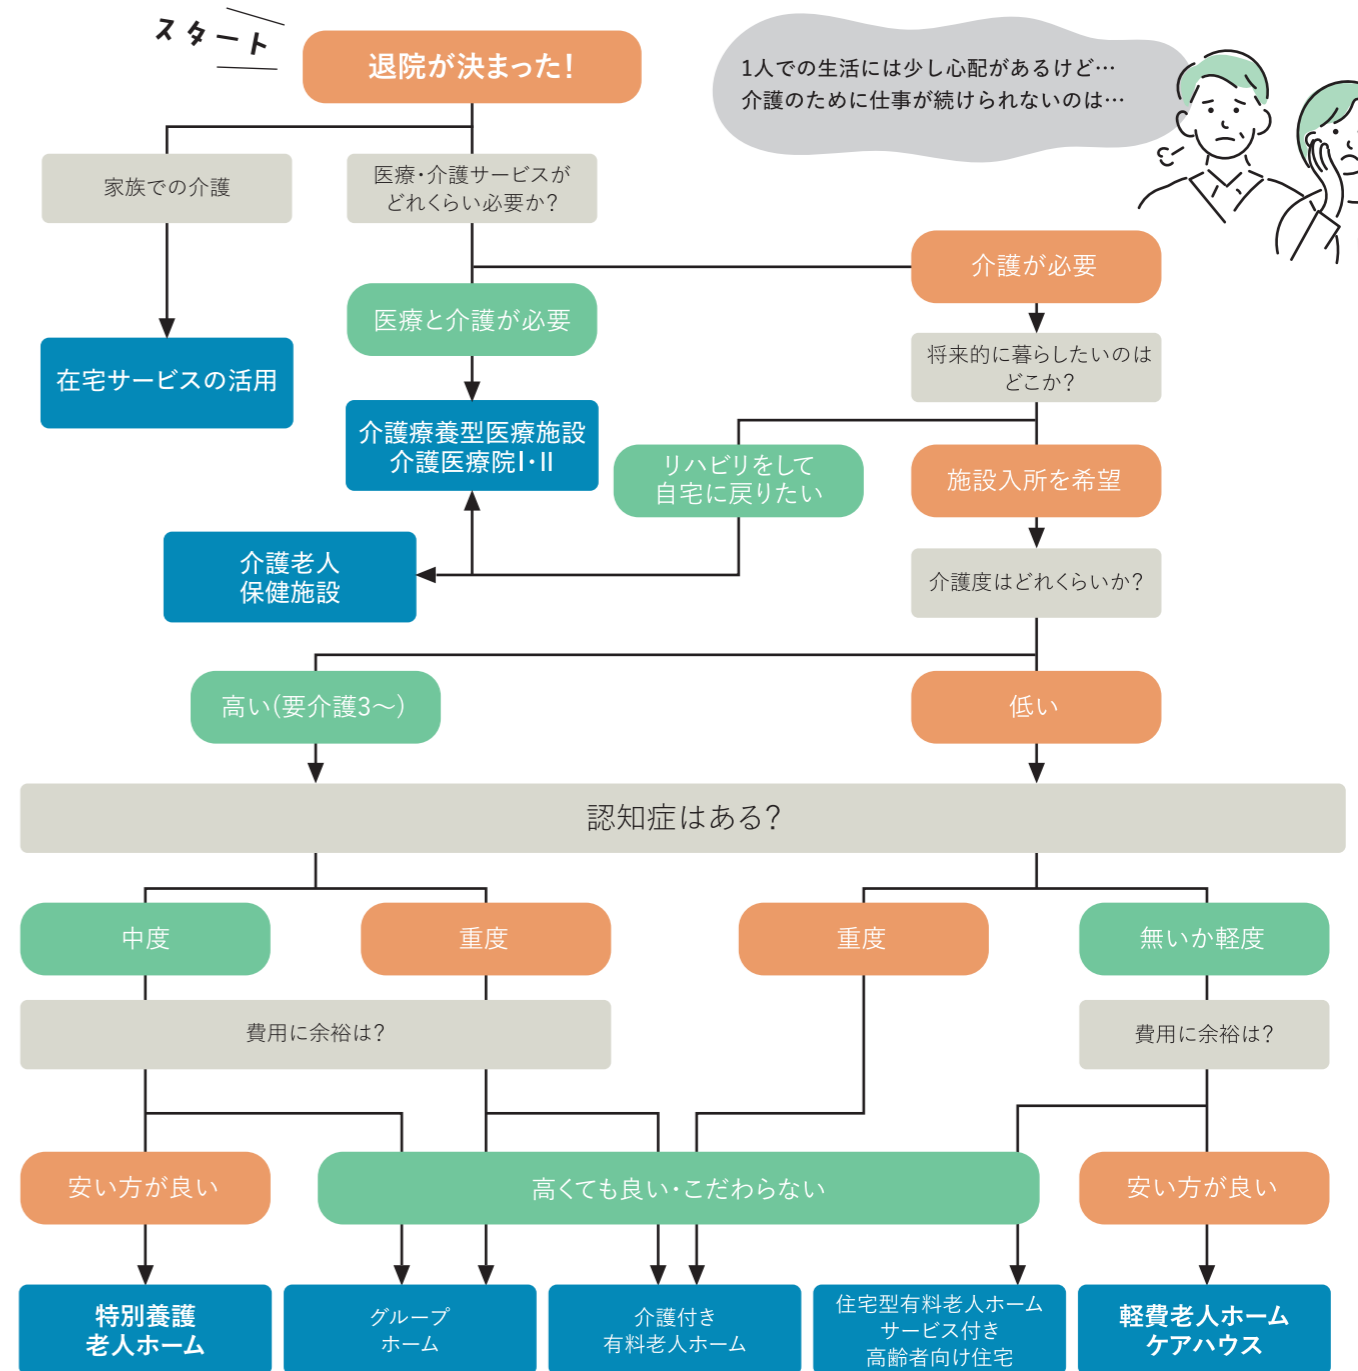 スタート
退院が決まった!
1人での生活には少し心配があるけど…
介護のために仕事が続けられないのは…
家族での介護
医療・介護サービスが
どれくらい必要か?
介護が必要
医療と介護が必要
将来的に暮らしたいのは
どこか?
在宅サービスの活用
介護療養型医療施設
介護医療院I・II
リハビリをして
自宅に戻りたい
施設入所を希望
介護老人
保健施設
介護度はどれくらいか?
高い(要介護3〜)
低い
認知症はある?
中度
重度
重度
無いか軽度
費用に余裕は?
費用に余裕は?
安い方が良い
高くても良い・こだわらない
安い方が良い
特別養護
老人ホーム
グループ
ホーム
介護付き
有料老人ホーム
住宅型有料老人ホーム
サービス付き
高齢者向け住宅
軽費老人ホーム
ケアハウス